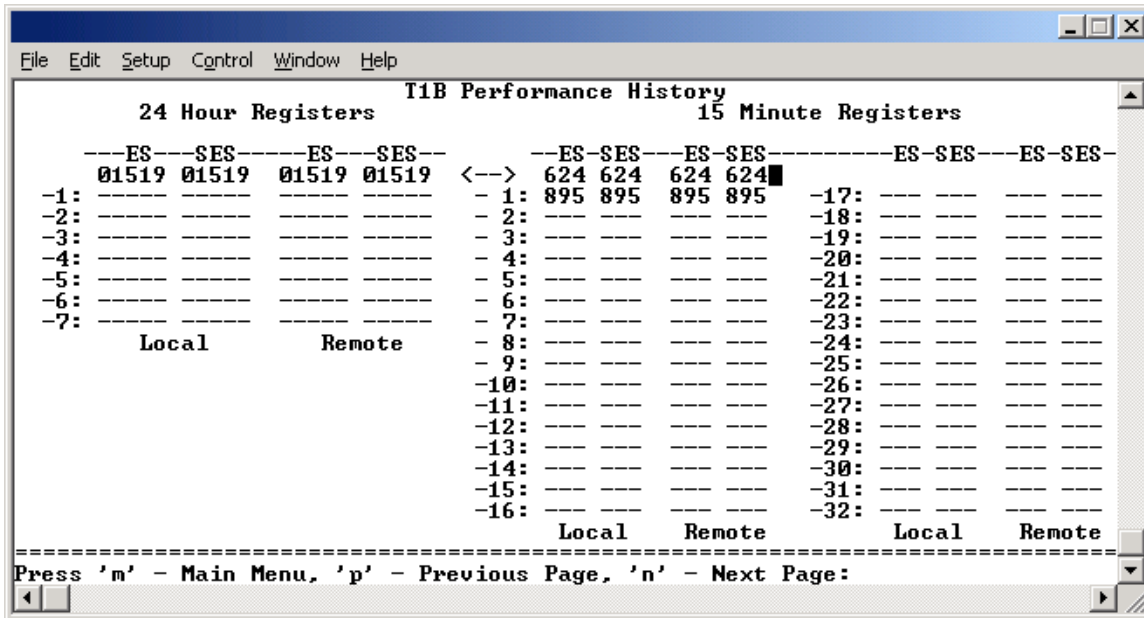 File Edit Setup Control Window Help
T1B Performance History
24 Hour Registers 15 Minute Registers
---ES---SES-----ES---SES-- --ES-SES---ES-SES----------ES-SES---ES-SES-
01519 01519 01519 01519 <--> 624 624 624 624
-1: ----- ----- ----- ----- - 1: 895 895 895 895 -17: --- --- --- ---
-2: ----- ----- ----- ----- - 2: --- --- --- --- -18: --- --- --- ---
-3: ----- ----- ----- ----- - 3: --- --- --- --- -19: --- --- --- ---
-4: ----- ----- ----- ----- - 4: --- --- --- --- -20: --- --- --- ---
-5: ----- ----- ----- ----- - 5: --- --- --- --- -21: --- --- --- ---
-6: ----- ----- ----- ----- - 6: --- --- --- --- -22: --- --- --- ---
-7: ----- ----- ----- ----- - 7: --- --- --- --- -23: --- --- --- ---
Local Remote - 8: --- --- --- --- -24: --- --- --- ---
- 9: --- --- --- --- -25: --- --- --- ---
-10: --- --- --- --- -26: --- --- --- ---
-11: --- --- --- --- -27: --- --- --- ---
-12: --- --- --- --- -28: --- --- --- ---
-13: --- --- --- --- -29: --- --- --- ---
-14: --- --- --- --- -30: --- --- --- ---
-15: --- --- --- --- -31: --- --- --- ---
-16: --- --- --- --- -32: --- --- --- ---
Local Remote Local Remote
===============================================================================
Press 'm' - Main Menu, 'p' - Previous Page, 'n' - Next Page: